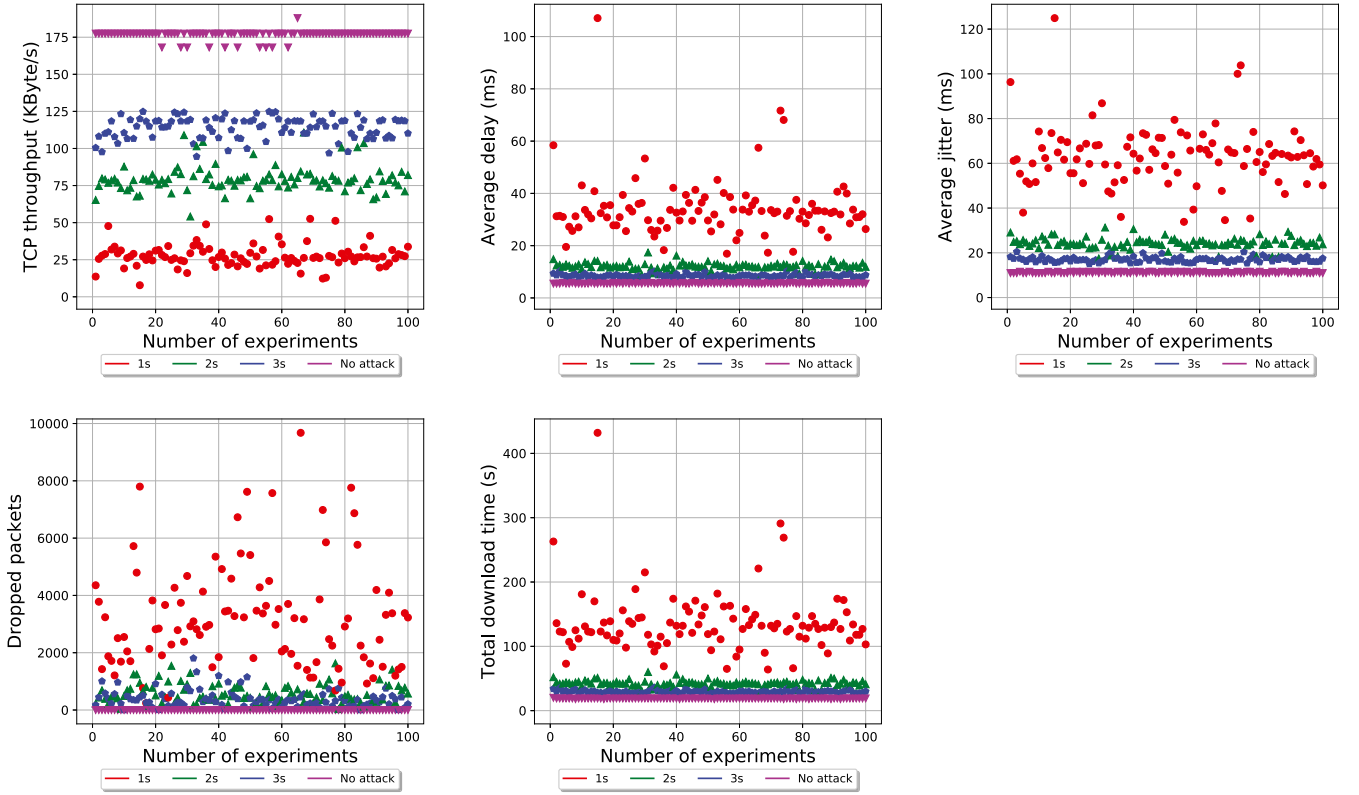 TCP throughput (KByte/s)
175
150
125
100
75
50
25
0
0 20 40 60 80 100
Number of experiments
1s 2s 3s No attack
Average delay (ms)
100
80
60
40
20
0
0 20 40 60 80 100
Number of experiments
1s 2s 3s No attack
Average jitter (ms)
120
100
80
60
40
20
0
0 20 40 60 80 100
Number of experiments
1s 2s 3s No attack
Dropped packets
10000
8000
6000
4000
2000
0
0 20 40 60 80 100
Number of experiments
1s 2s 3s No attack
Total download time (s)
400
300
200
100
0
0 20 40 60 80 100
Number of experiments
1s 2s 3s No attack